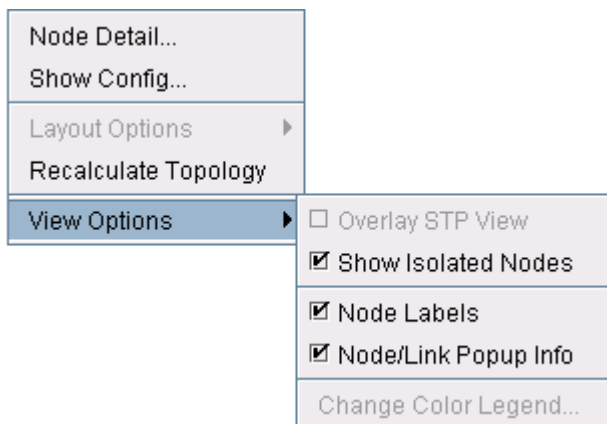 Node Detail...
Show Config...
Layout Options
Recalculate Topology
View Options
Overlay STP View
Show Isolated Nodes
Node Labels
Node/Link Popup Info
Change Color Legend...